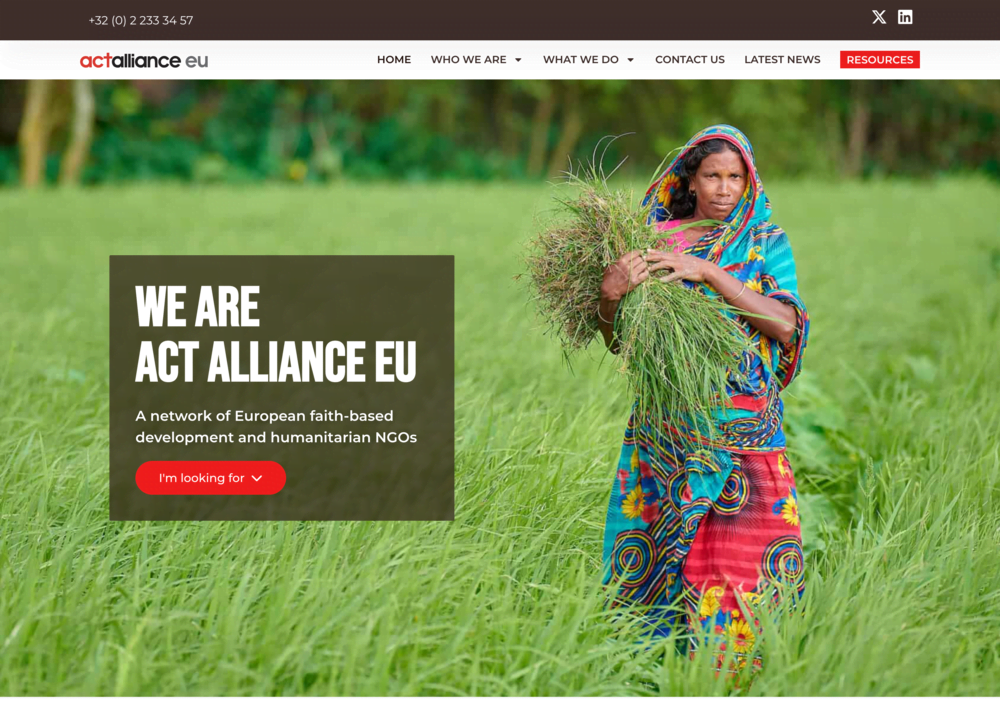 +32 (0) 2 233 34 57
actalliance eu
HOME WHO WE ARE WHAT WE DO CONTACT US LATEST NEWS RESOURCES
WE ARE
ACT ALLIANCE EU
A network of European faith-based
development and humanitarian NGOs
I'm looking for